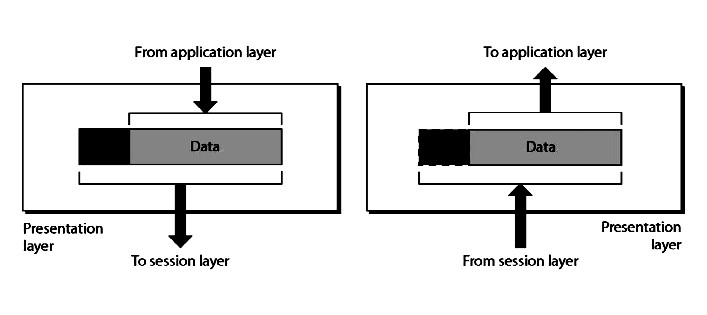 From application layer
To application layer
Data
Data
Presentation
layer
Presentation
layer
To session layer
From session layer